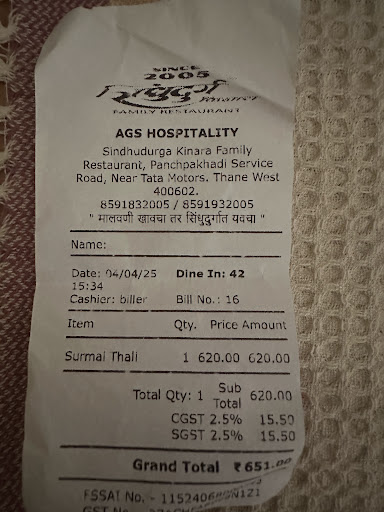 SINCE
2005
सिंधुदुर्ग किनारा
FAMILY RESTAURANT
AGS HOSPITALITY
Sindhudurga Kinara Family
Restaurant, Panchpakhadi Service
Road, Near Tata Motors. Thane West
400602.
8591832005 / 8591932005
" मालवणी खावचा तर सिंधुदुर्गात यवचा "
Name:
Date: 04/04/25 Dine In: 42
15:34
Cashier: biller Bill No.: 16
Item Qty. Price Amount
Surmai Thali 1 620.00 620.00
Total Qty: 1 Sub Total 620.00
CGST 2.5% 15.50
SGST 2.5% 15.50
Grand Total ₹651.00
FSSAI No. -